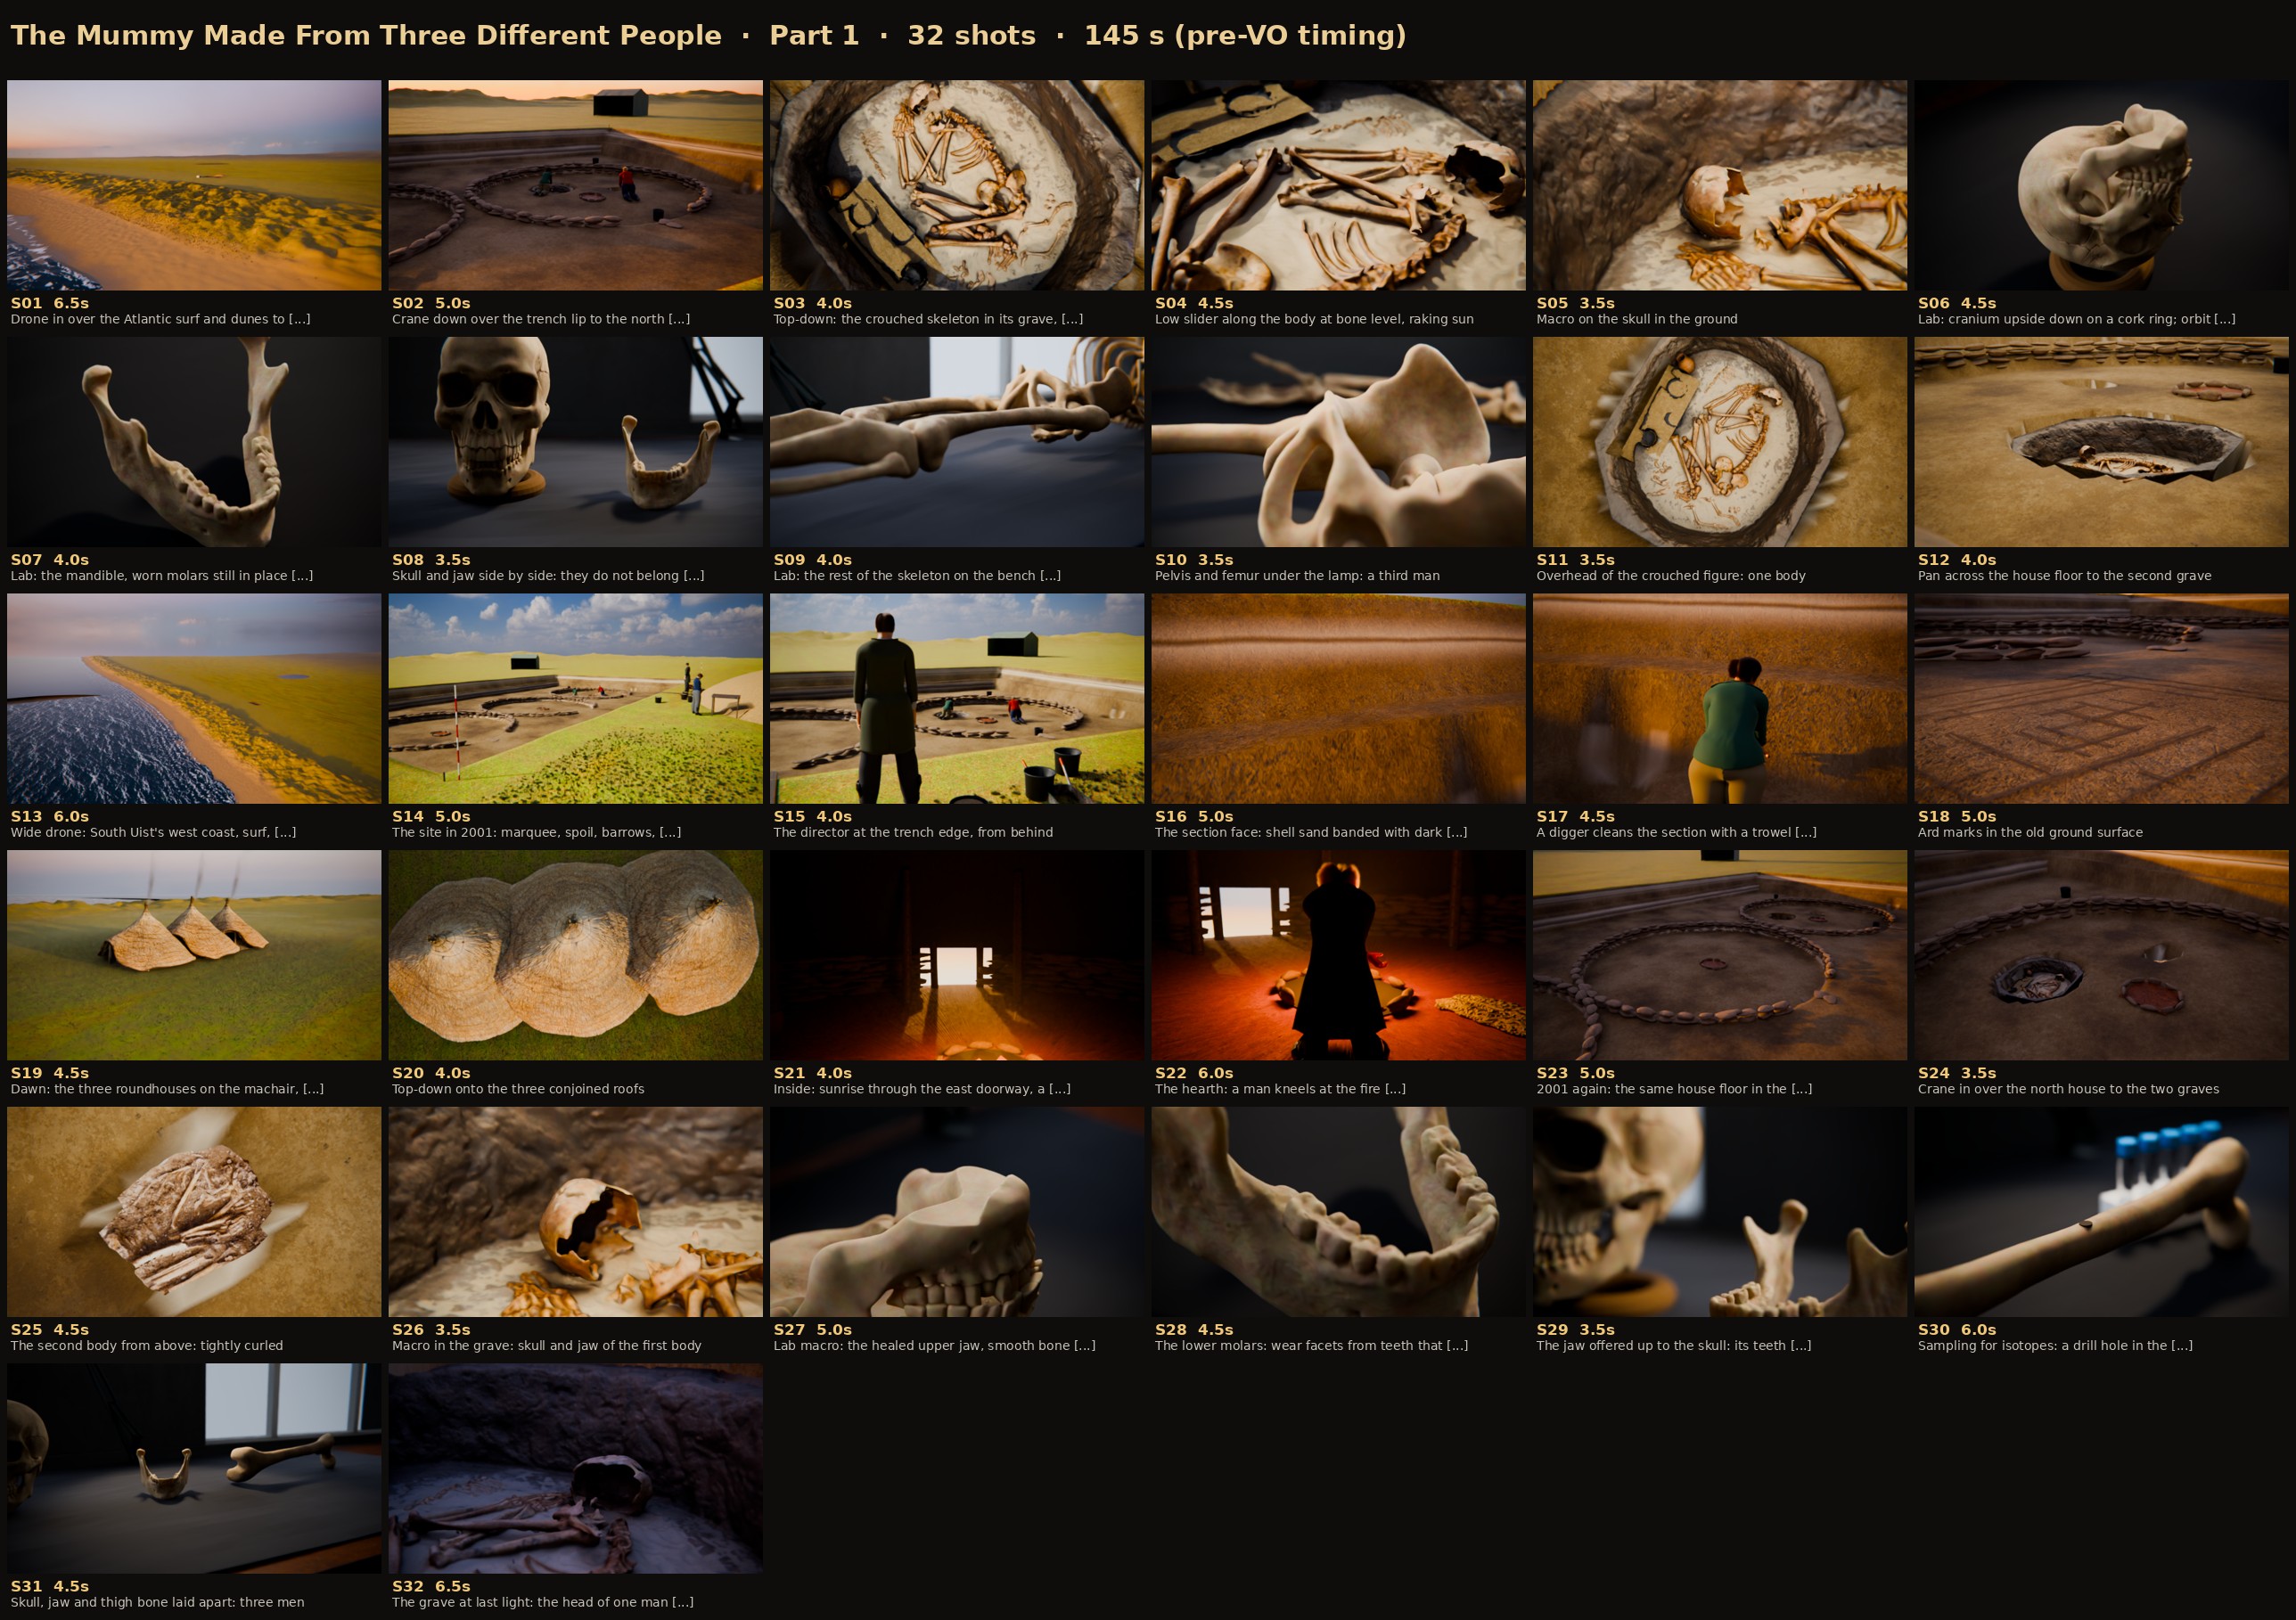 The Mummy Made From Three Different People · Part 1 · 32 shots · 145 s (pre-VO timing)
S01 6.5s
Drone in over the Atlantic surf and dunes to [...]
S02 5.0s
Crane down over the trench lip to the north [...]
S03 4.0s
Top-down: the crouched skeleton in its grave, [...]
S04 4.5s
Low slider along the body at bone level, raking sun
S05 3.5s
Macro on the skull in the ground
S06 4.5s
Lab: cranium upside down on a cork ring; orbit [...]
S07 4.0s
Lab: the mandible, worn molars still in place [...]
S08 3.5s
Skull and jaw side by side: they do not belong [...]
S09 4.0s
Lab: the rest of the skeleton on the bench [...]
S10 3.5s
Pelvis and femur under the lamp: a third man
S11 3.5s
Overhead of the crouched figure: one body
S12 4.0s
Pan across the house floor to the second grave
S13 6.0s
Wide drone: South Uist's west coast, surf, [...]
S14 5.0s
The site in 2001: marquee, spoil, barrows, [...]
S15 4.0s
The director at the trench edge, from behind
S16 5.0s
The section face: shell sand banded with dark [...]
S17 4.5s
A digger cleans the section with a trowel [...]
S18 5.0s
Ard marks in the old ground surface
S19 4.5s
Dawn: the three roundhouses on the machair, [...]
S20 4.0s
Top-down onto the three conjoined roofs
S21 4.0s
Inside: sunrise through the east doorway, a [...]
S22 6.0s
The hearth: a man kneels at the fire [...]
S23 5.0s
2001 again: the same house floor in the [...]
S24 3.5s
Crane in over the north house to the two graves
S25 4.5s
The second body from above: tightly curled
S26 3.5s
Macro in the grave: skull and jaw of the first body
S27 5.0s
Lab macro: the healed upper jaw, smooth bone [...]
S28 4.5s
The lower molars: wear facets from teeth that [...]
S29 3.5s
The jaw offered up to the skull: its teeth [...]
S30 6.0s
Sampling for isotopes: a drill hole in the [...]
S31 4.5s
Skull, jaw and thigh bone laid apart: three men
S32 6.5s
The grave at last light: the head of one man [...]